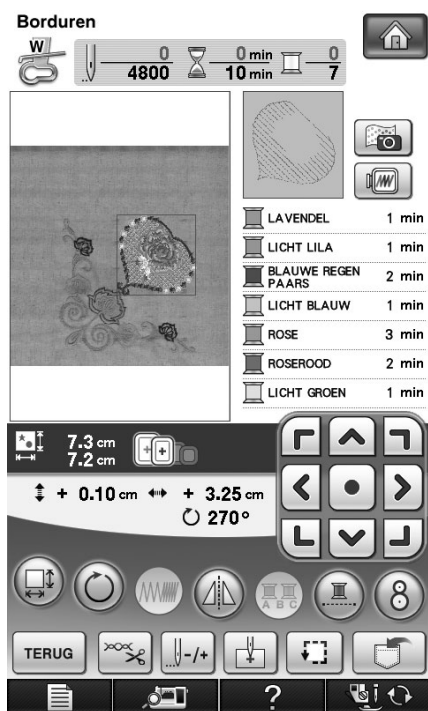 Borduren
W
0
4800
0 min
10 min
0
7
LAVENDEL 1 min
LICHT LILA 1 min
BLAUWE REGEN
PAARS 2 min
LICHT BLAUW 1 min
ROSE 3 min
ROSEROOD 2 min
LICHT GROEN 1 min
7.3 cm
7.2 cm
+ 0.10 cm + 3.25 cm
270°
A B C
8
TERUG
-/+
?
i